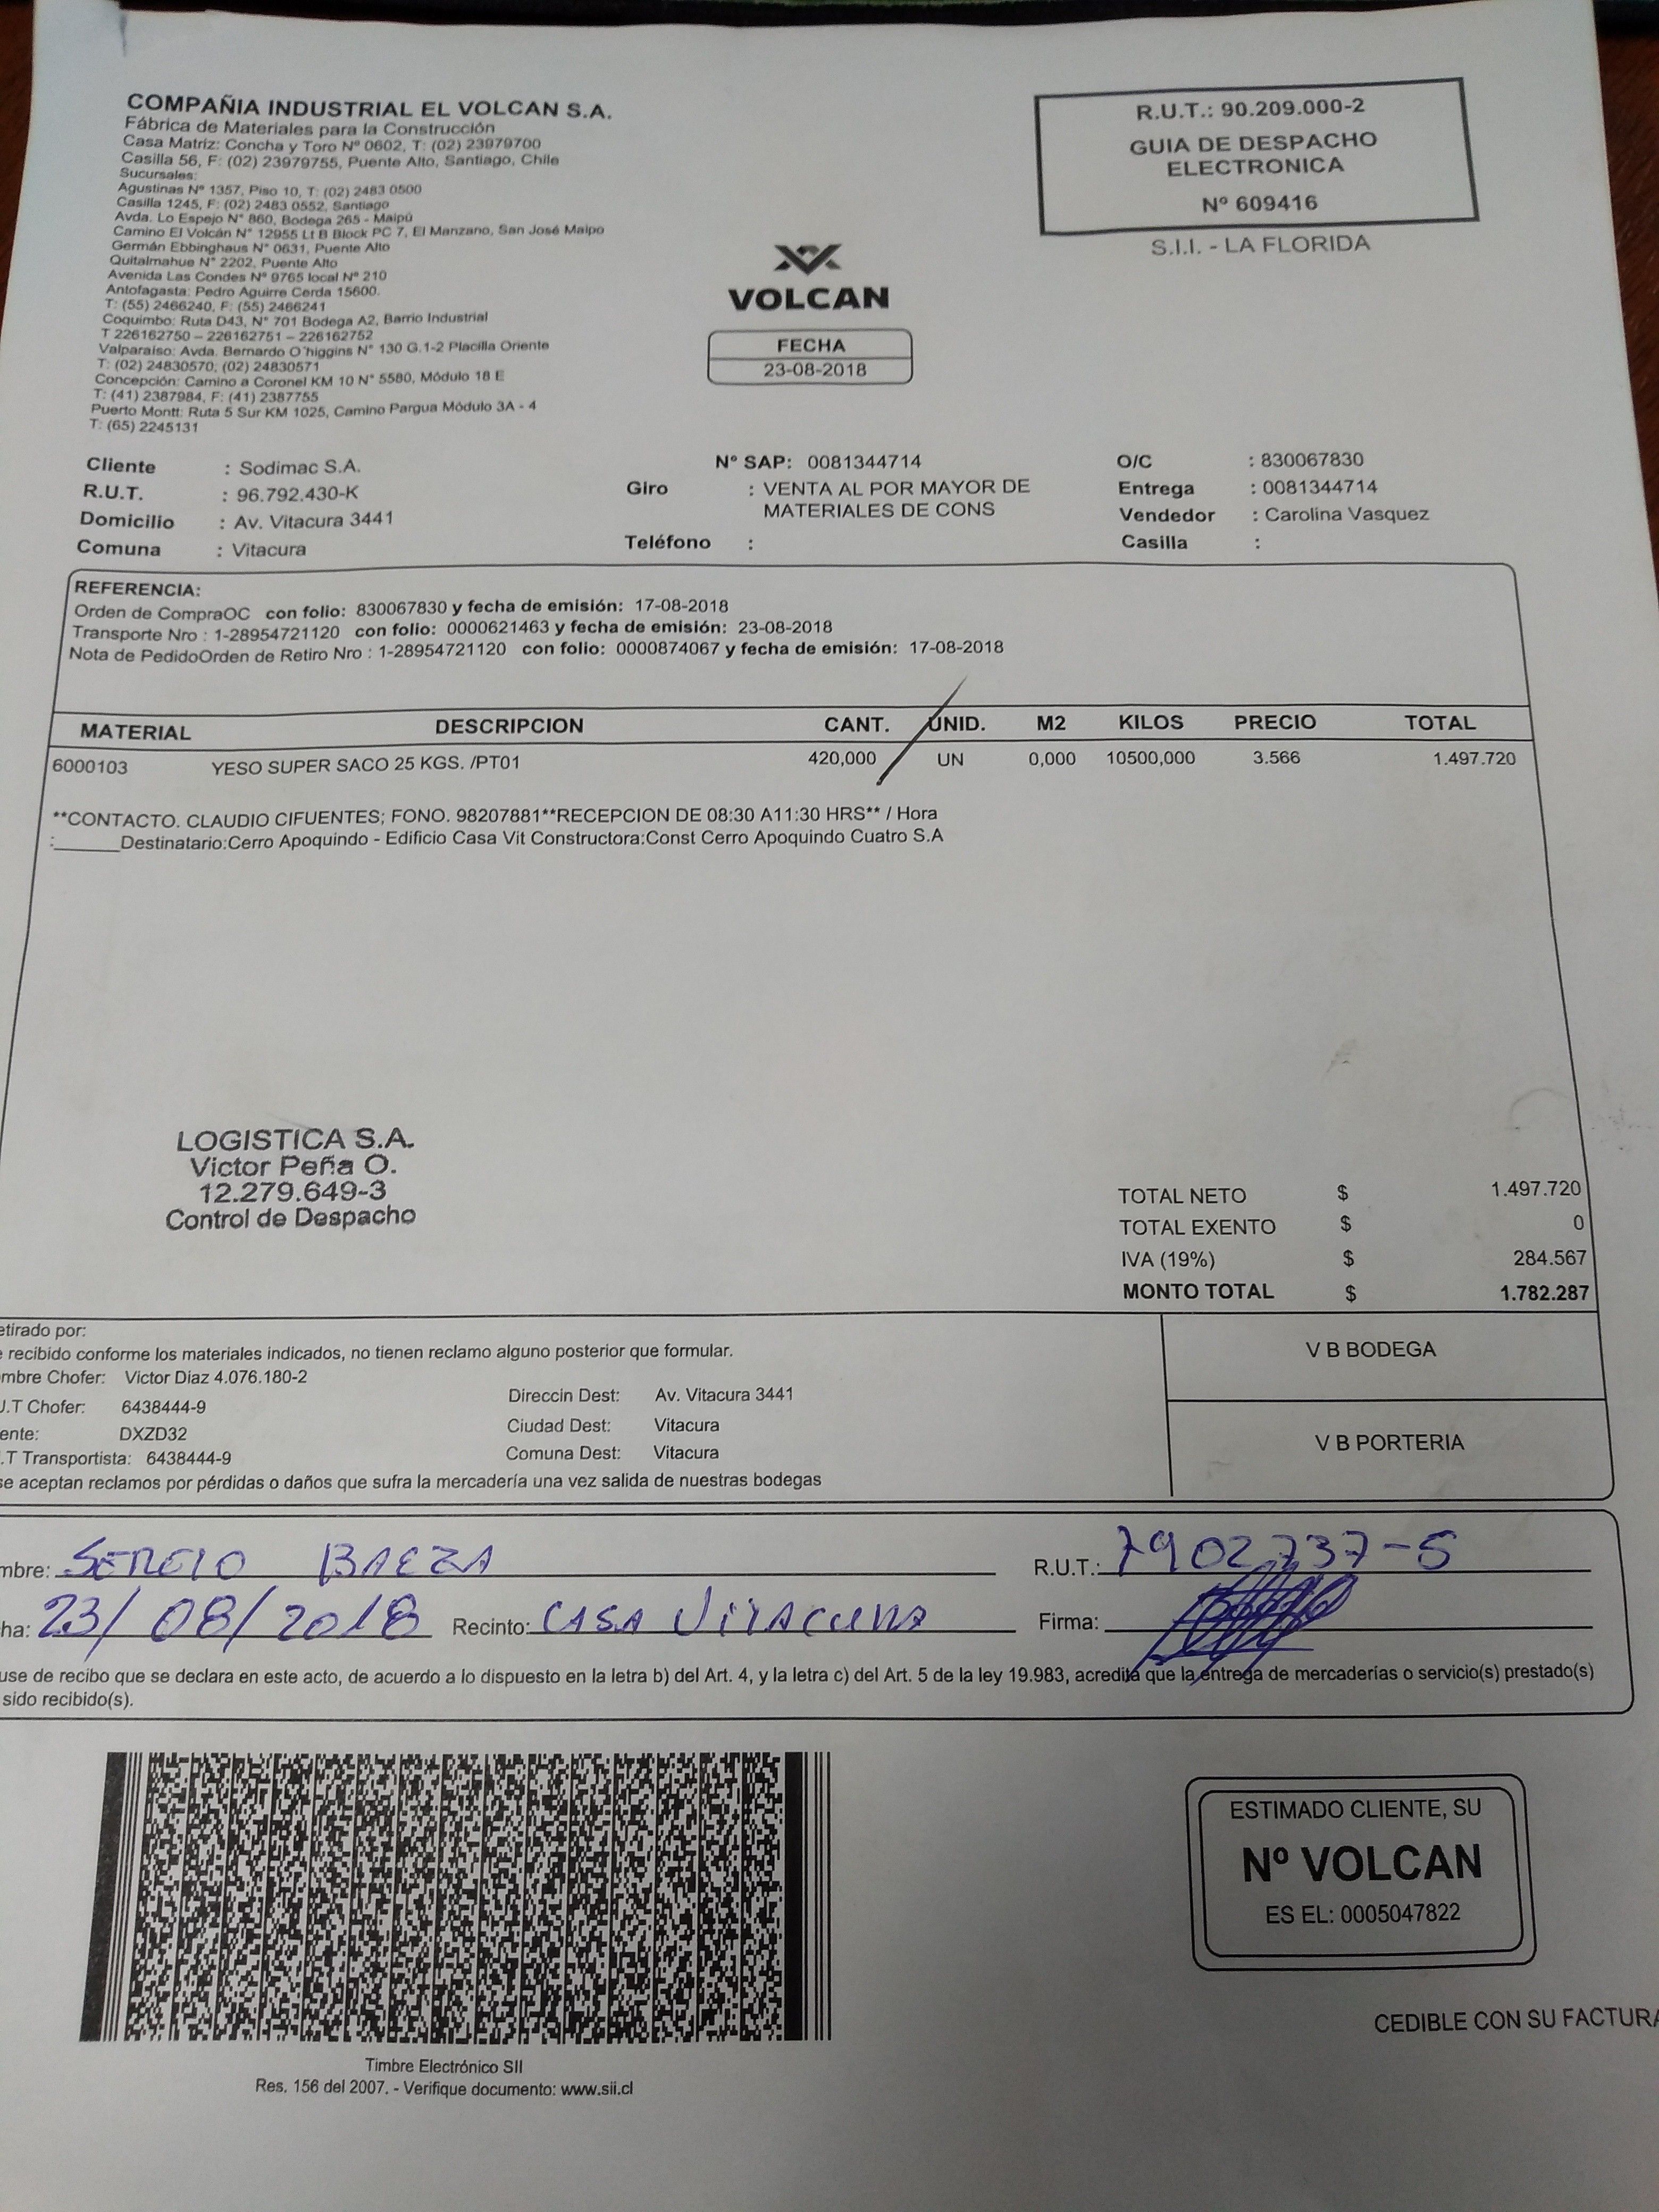 COMPAÑIA INDUSTRIAL EL VOLCAN S.A.
Fábrica de Materiales para la Construcción
Casa Matriz: Concha y Toro Nº 0602, T: (02) 23979700
Casilla 56, F: (02) 23979755, Puente Alto, Santiago, Chile
Sucursales:
Agustinas Nº 1357, Piso 10, T: (02) 2483 0500
Casilla 1245, F: (02) 2483 0552, Santiago
Avda. Lo Espejo N° 860, Bodega 265 - Maipú
Camino El Volcán N° 12955 Lt B Block PC 7, El Manzano, San José Maipo
Germán Ebbinghaus N° 0631, Puente Alto
Quitalmahue N° 2202, Puente Alto
Avenida Las Condes Nº 9765 local Nº 210
Antofagasta: Pedro Aguirre Cerda 15600.
T: (55) 2466240, F: (55) 2466241
Coquimbo: Ruta D43, N° 701 Bodega A2, Barrio Industrial
T 226162750 – 226162751 – 226162752
Valparaiso: Avda. Bernardo O'higgins N° 130 G.1-2 Placilla Oriente
T: (02) 24830570; (02) 24830571
Concepción: Camino a Coronel KM 10 N° 5580, Módulo 18 E
T: (41) 2387984, F: (41) 2387755
Puerto Montt: Ruta 5 Sur KM 1025, Camino Pargua Módulo 3A - 4
T: (65) 2245131
R.U.T.: 90.209.000-2
GUIA DE DESPACHO
ELECTRONICA
Nº 609416
S.I.I. - LA FLORIDA
VOLCAN
FECHA
23-08-2018
Cliente : Sodimac S.A. Nº SAP: 0081344714 O/C : 830067830
R.U.T. : 96.792.430-K Giro : VENTA AL POR MAYOR DE Entrega : 0081344714
Domicilio : Av. Vitacura 3441 MATERIALES DE CONS Vendedor : Carolina Vasquez
Comuna : Vitacura Teléfono : Casilla :
REFERENCIA:
Orden de CompraOC con folio: 830067830 y fecha de emisión: 17-08-2018
Transporte Nro : 1-28954721120 con folio: 0000621463 y fecha de emisión: 23-08-2018
Nota de PedidoOrden de Retiro Nro : 1-28954721120 con folio: 0000874067 y fecha de emisión: 17-08-2018
MATERIAL DESCRIPCION CANT. UNID. M2 KILOS PRECIO TOTAL
6000103 YESO SUPER SACO 25 KGS. /PT01 420,000 UN 0,000 10500,000 3.566 1.497.720
**CONTACTO. CLAUDIO CIFUENTES; FONO. 98207881**RECEPCION DE 08:30 A11:30 HRS** / Hora
:______Destinatario:Cerro Apoquindo - Edificio Casa Vit Constructora:Const Cerro Apoquindo Cuatro S.A
LOGISTICA S.A.
Victor Peña O.
12.279.649-3
Control de Despacho
TOTAL NETO $ 1.497.720
TOTAL EXENTO $ 0
IVA (19%) $ 284.567
MONTO TOTAL $ 1.782.287
etirado por:
e recibido conforme los materiales indicados, no tienen reclamo alguno posterior que formular.
mbre Chofer: Victor Diaz 4.076.180-2
U.T Chofer: 6438444-9 Direccin Dest: Av. Vitacura 3441
ente: DXZD32 Ciudad Dest: Vitacura
.T Transportista: 6438444-9 Comuna Dest: Vitacura
se aceptan reclamos por pérdidas o daños que sufra la mercadería una vez salida de nuestras bodegas
V B BODEGA
V B PORTERIA
mbre: SERGIO BAEZA R.U.T.: 7902737-5
ha: 23/08/2018 Recinto: CASA VITACURA Firma:
use de recibo que se declara en este acto, de acuerdo a lo dispuesto en la letra b) del Art. 4, y la letra c) del Art. 5 de la ley 19.983, acredita que la entrega de mercaderías o servicio(s) prestado(s)
sido recibido(s).
Timbre Electrónico SII
Res. 156 del 2007. - Verifique documento: www.sii.cl
ESTIMADO CLIENTE, SU
Nº VOLCAN
ES EL: 0005047822
CEDIBLE CON SU FACTURA